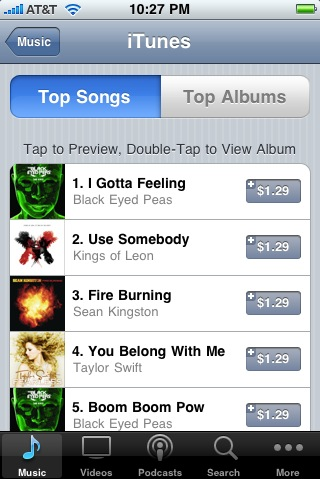 AT&T 10:27 PM
Music iTunes
Top Songs Top Albums
Tap to Preview, Double-Tap to View Album
1. I Gotta Feeling
Black Eyed Peas
$1.29
2. Use Somebody
Kings of Leon
$1.29
3. Fire Burning
Sean Kingston
$1.29
4. You Belong With Me
Taylor Swift
$1.29
5. Boom Boom Pow
Black Eyed Peas
$1.29
Music Videos Podcasts Search More